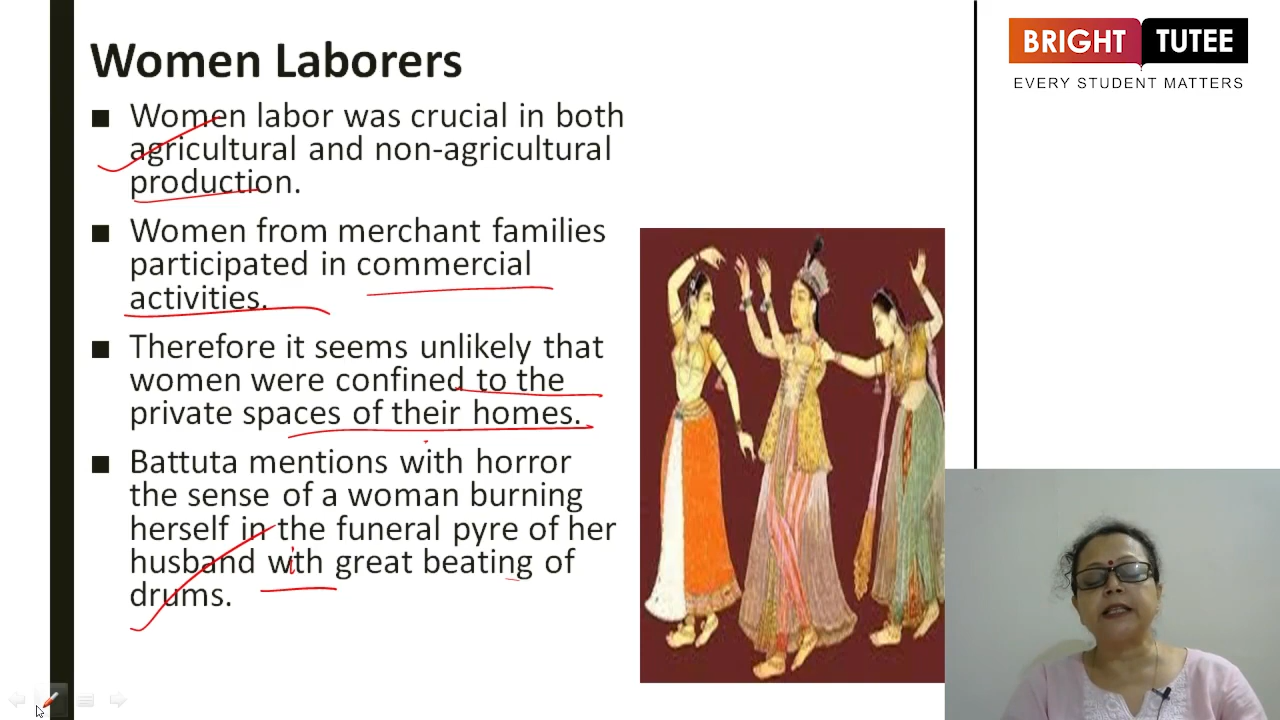 Women Laborers
■ Women labor was crucial in both
agricultural and non-agricultural
production.
■ Women from merchant families
participated in commercial
activities.
■ Therefore it seems unlikely that
women were confined to the
private spaces of their homes.
■ Battuta mentions with horror
the sense of a woman burning
herself in the funeral pyre of her
husband with great beating of
drums.
BRIGHT TUTEE
EVERY STUDENT MATTERS